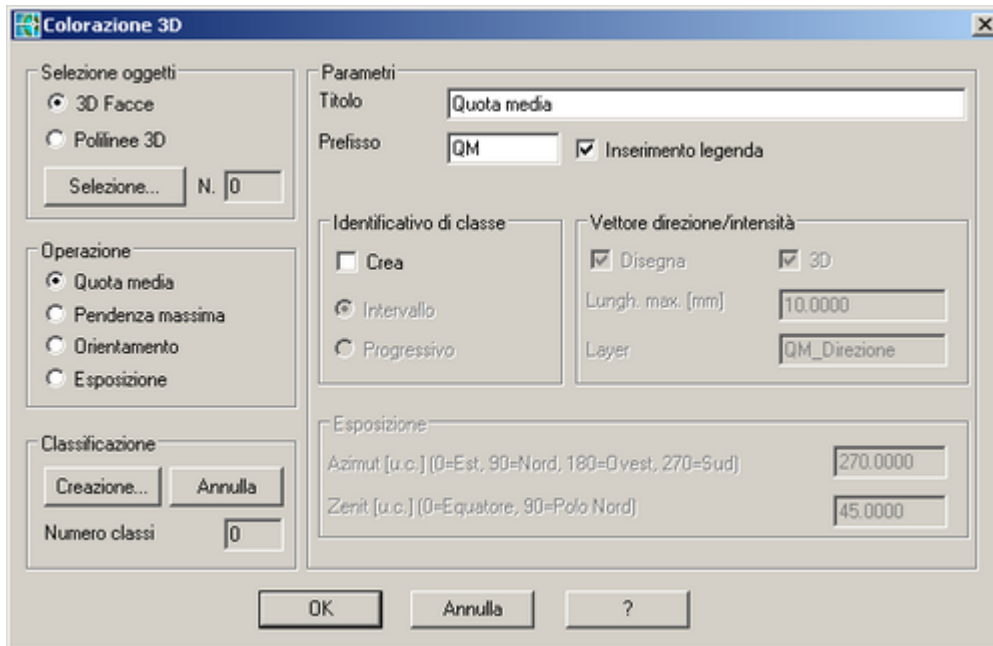 Colorazione 3D
Selezione oggetti
3D Facce
Polilinee 3D
Selezione... N. 0
Operazione
Quota media
Pendenza massima
Orientamento
Esposizione
Classificazione
Creazione... Annulla
Numero classi 0
Parametri
Titolo Quota media
Prefisso QM Inserimento legenda
Identificativo di classe
Crea
Intervallo
Progressivo
Vettore direzione/intensità
Disegna 3D
Lungh. max. [mm] 10.0000
Layer QM_Direzione
Esposizione
Azimut [u.c.] (0=Est, 90=Nord, 180=Ovest, 270=Sud) 270.0000
Zenit [u.c.] (0=Equatore, 90=Polo Nord) 45.0000
OK Annulla ?